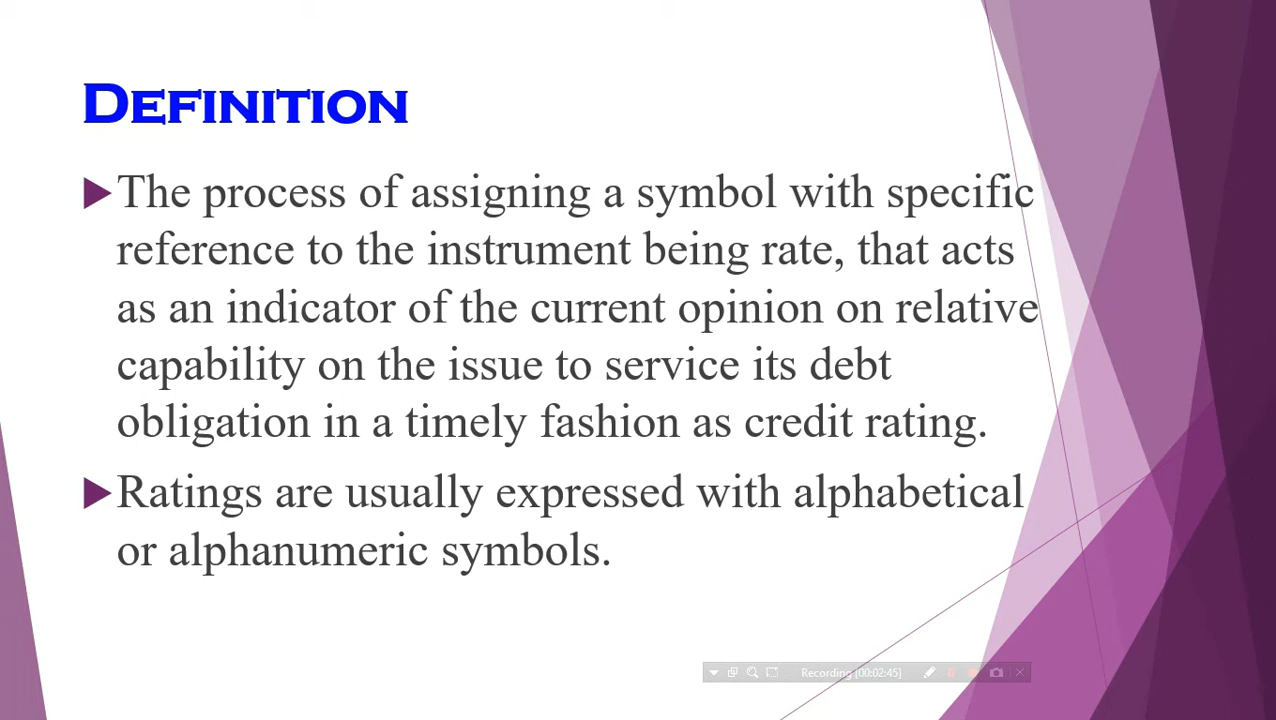 DEFINITION
The process of assigning a symbol with specific
reference to the instrument being rate, that acts
as an indicator of the current opinion on relative
capability on the issue to service its debt
obligation in a timely fashion as credit rating.
Ratings are usually expressed with alphabetical
or alphanumeric symbols.
Recording [00:02:45]